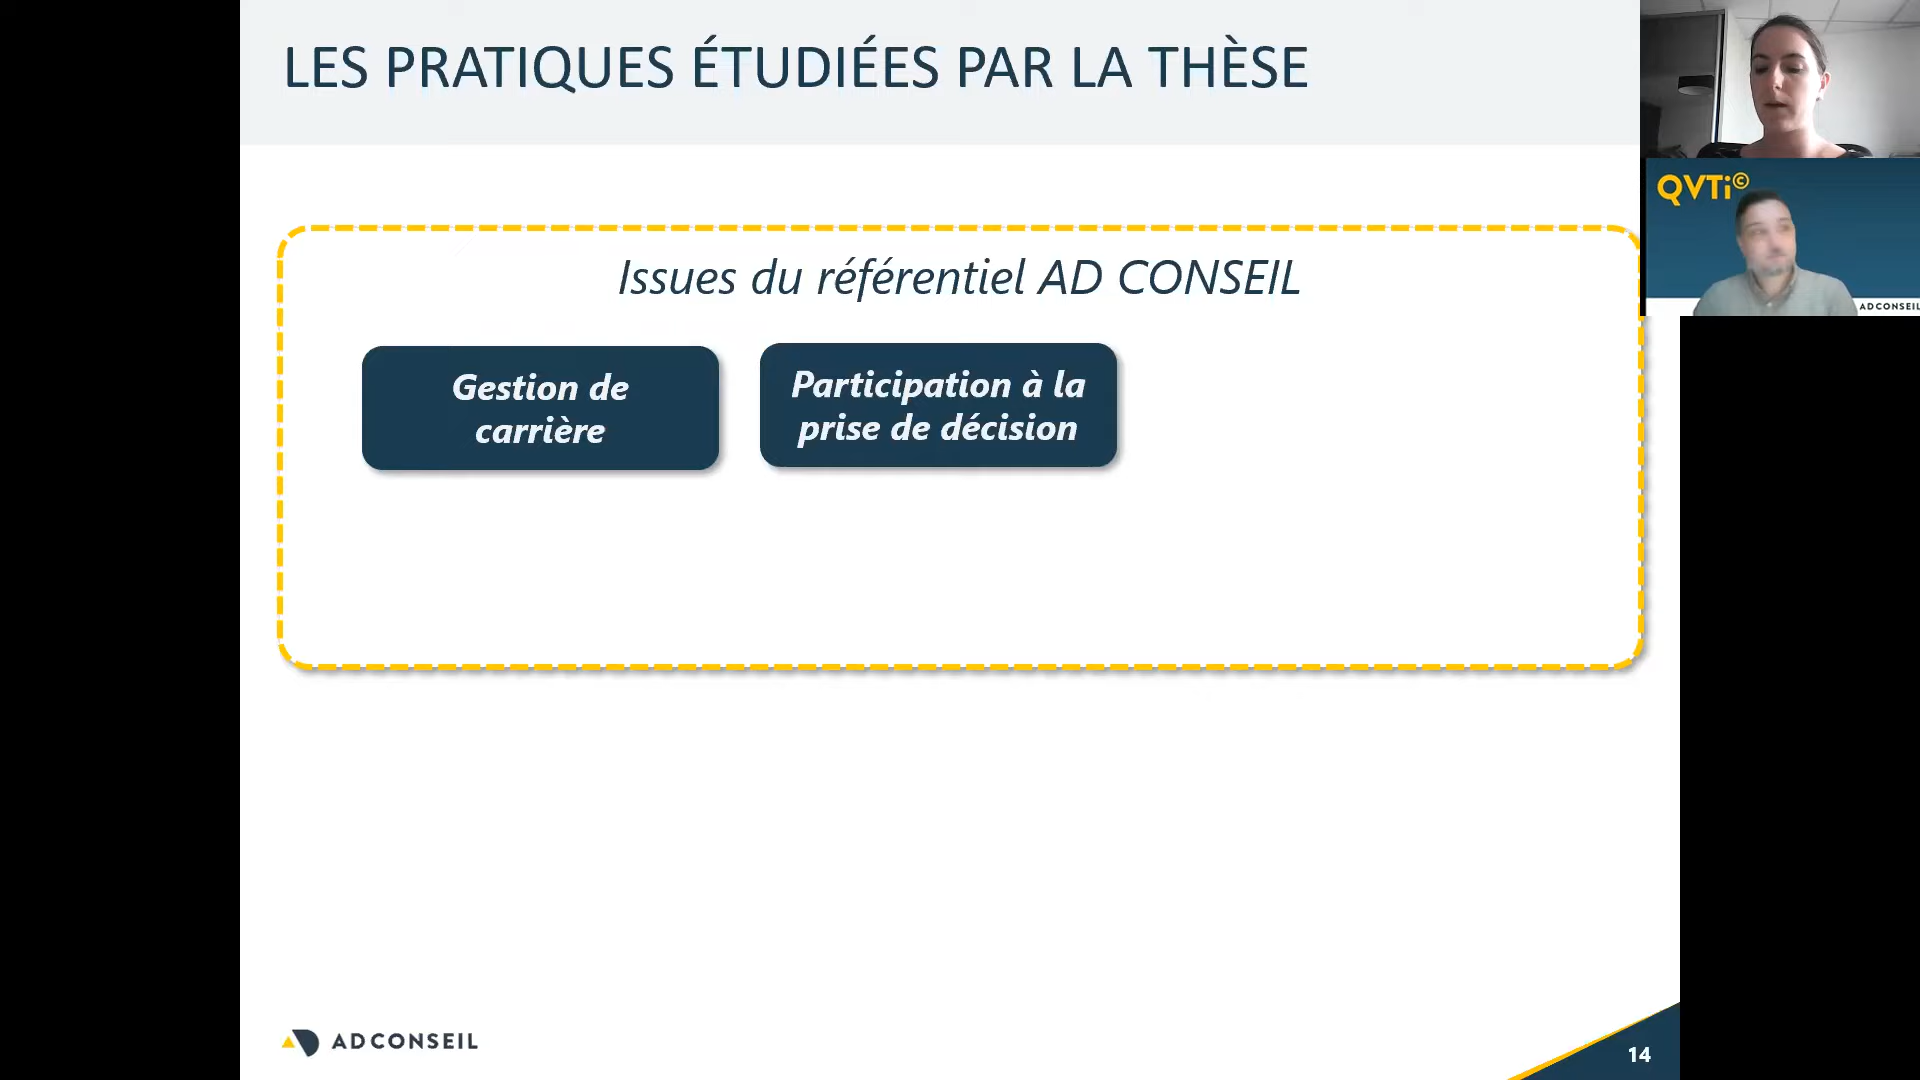 LES PRATIQUES ÉTUDIÉES PAR LA THÈSE
QVTi©
ADCONSEIL
Issues du référentiel AD CONSEIL
Gestion de
carrière
Participation à la
prise de décision
ADCONSEIL
14